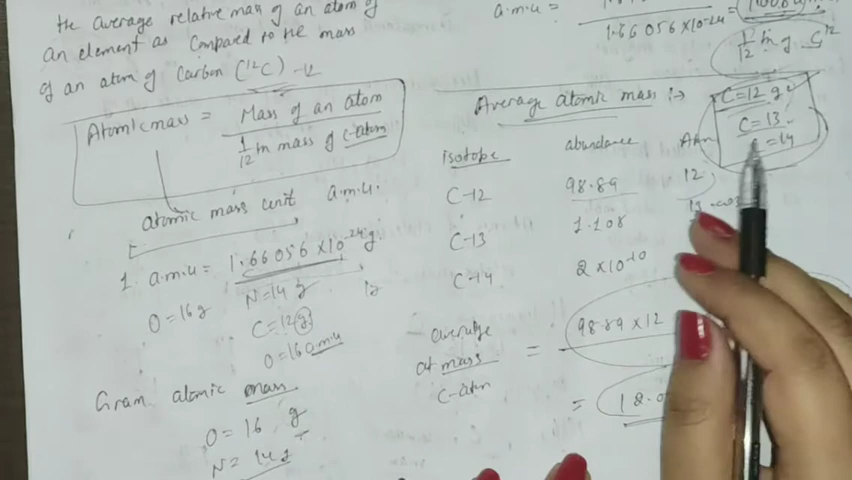 the average relative mass of an atom of
an element as compared to the mass
of an atom of Carbon (¹²C) - 12
Atomic mass = Mass of an atom
1/12 th mass of C-atom
atomic mass unit a.m.u.
1 a.m.u = 1.66056 × 10⁻²⁴ g.
O = 16 g
N = 14 g
C = 12 g
O = 16 a.m.u
Gram atomic mass
O = 16 g
N = 14 g
a.m.u =
1.66056 × 10⁻²⁴
1/12 th g C¹²
Average atomic mass :→
C = 12 g
C = 13
= 14
isotope abundance
C-12 98.89 12
C-13 1.108
C-14 2 × 10⁻¹⁰
average
at mass = 98.89 × 12
C-atm
=